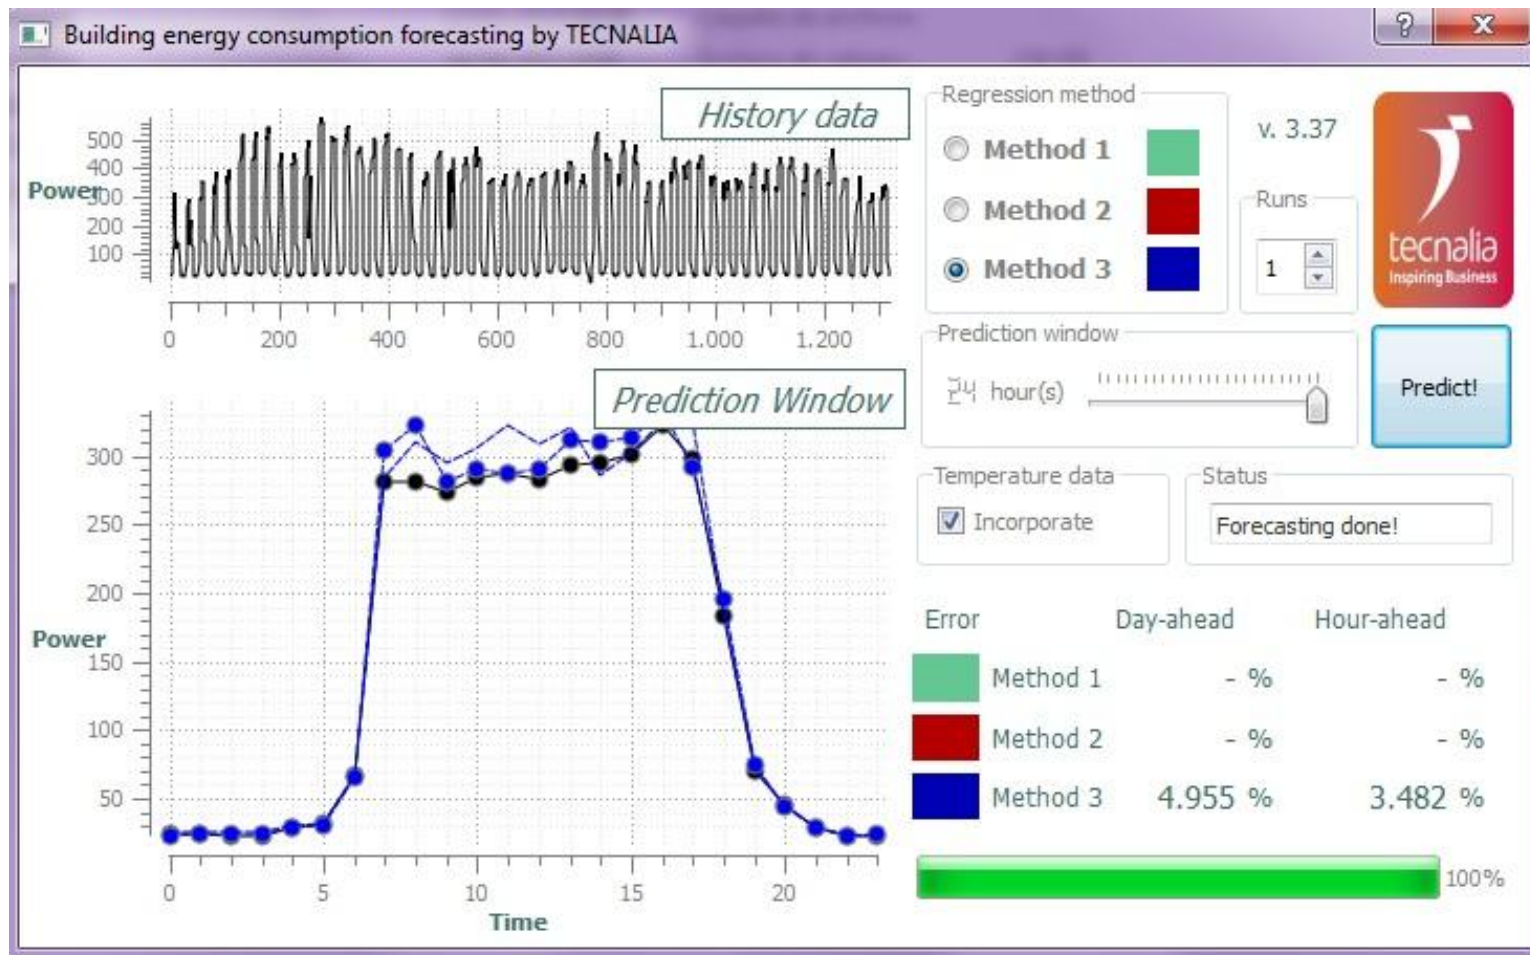 Building energy consumption forecasting by TECNALIA
?
X
History data
Power
500
400
300
200
100
0 200 400 600 800 1.000 1.200
Prediction Window
Power
300
250
200
150
100
50
0 5 10 15 20
Time
Regression method
Method 1
Method 2
Method 3
v. 3.37
Runs
1
tecnalia
Inspiring Business
Prediction window
24 hour(s)
Predict!
Temperature data
Incorporate
Status
Forecasting done!
Error Day-ahead Hour-ahead
Method 1 - % - %
Method 2 - % - %
Method 3 4.955 % 3.482 %
100%